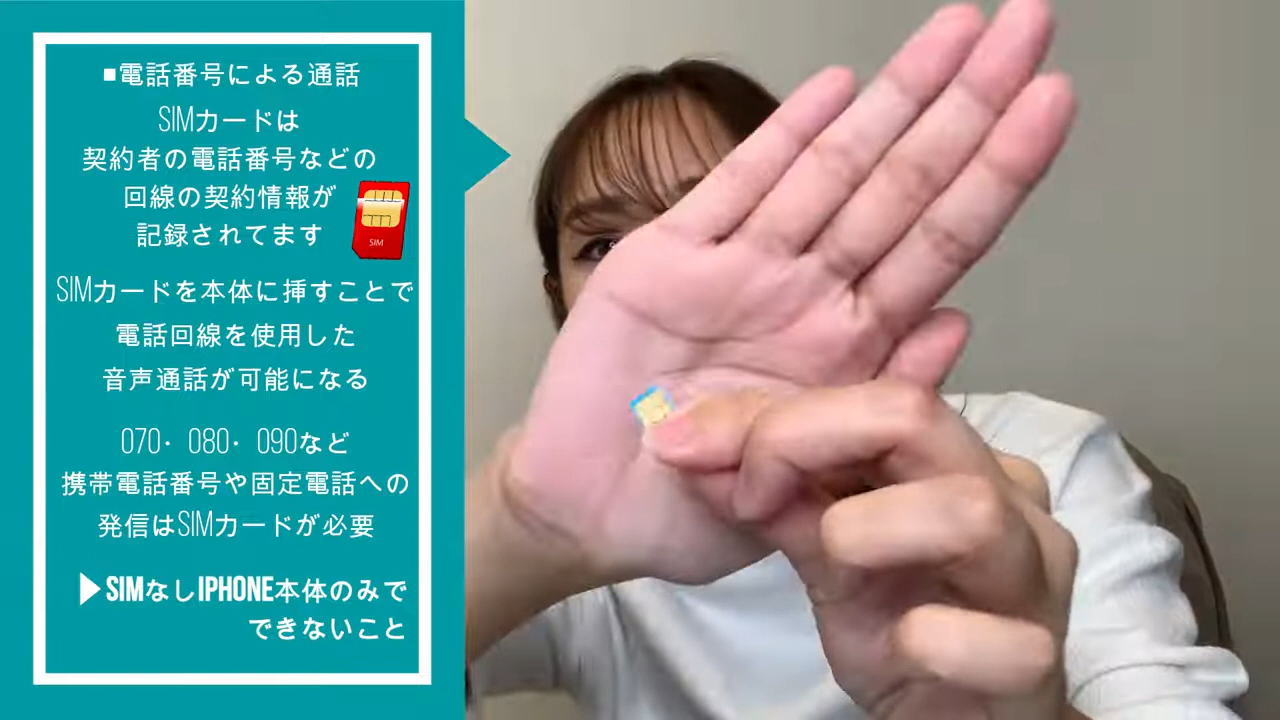 ■電話番号による通話
SIMカードは
契約者の電話番号などの
回線の契約情報が
記録されてます
SIM
SIMカードを本体に挿すことで
電話回線を使用した
音声通話が可能になる
070・080・090など
携帯電話番号や固定電話への
発信はSIMカードが必要
▶SIMなしIPHONE本体のみで
できないこと